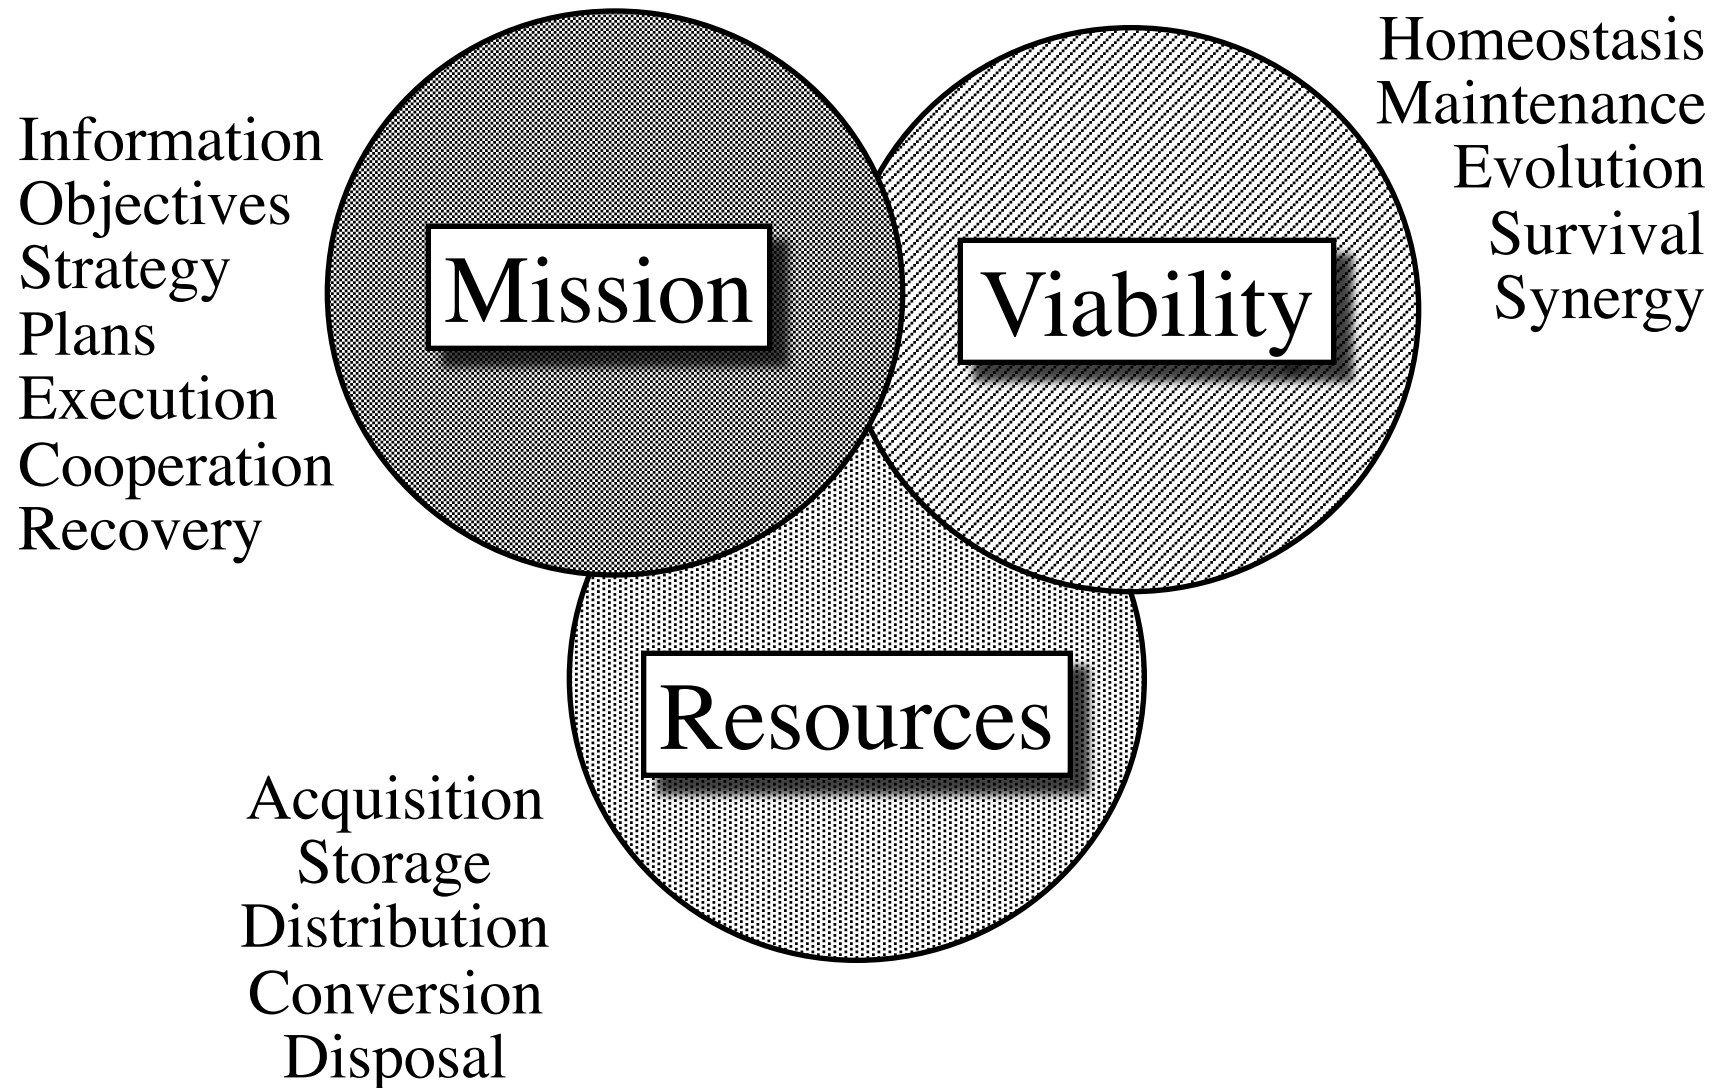 Information
Objectives
Strategy
Plans
Execution
Cooperation
Recovery
Mission
Viability
Homeostasis
Maintenance
Evolution
Survival
Synergy
Resources
Acquisition
Storage
Distribution
Conversion
Disposal